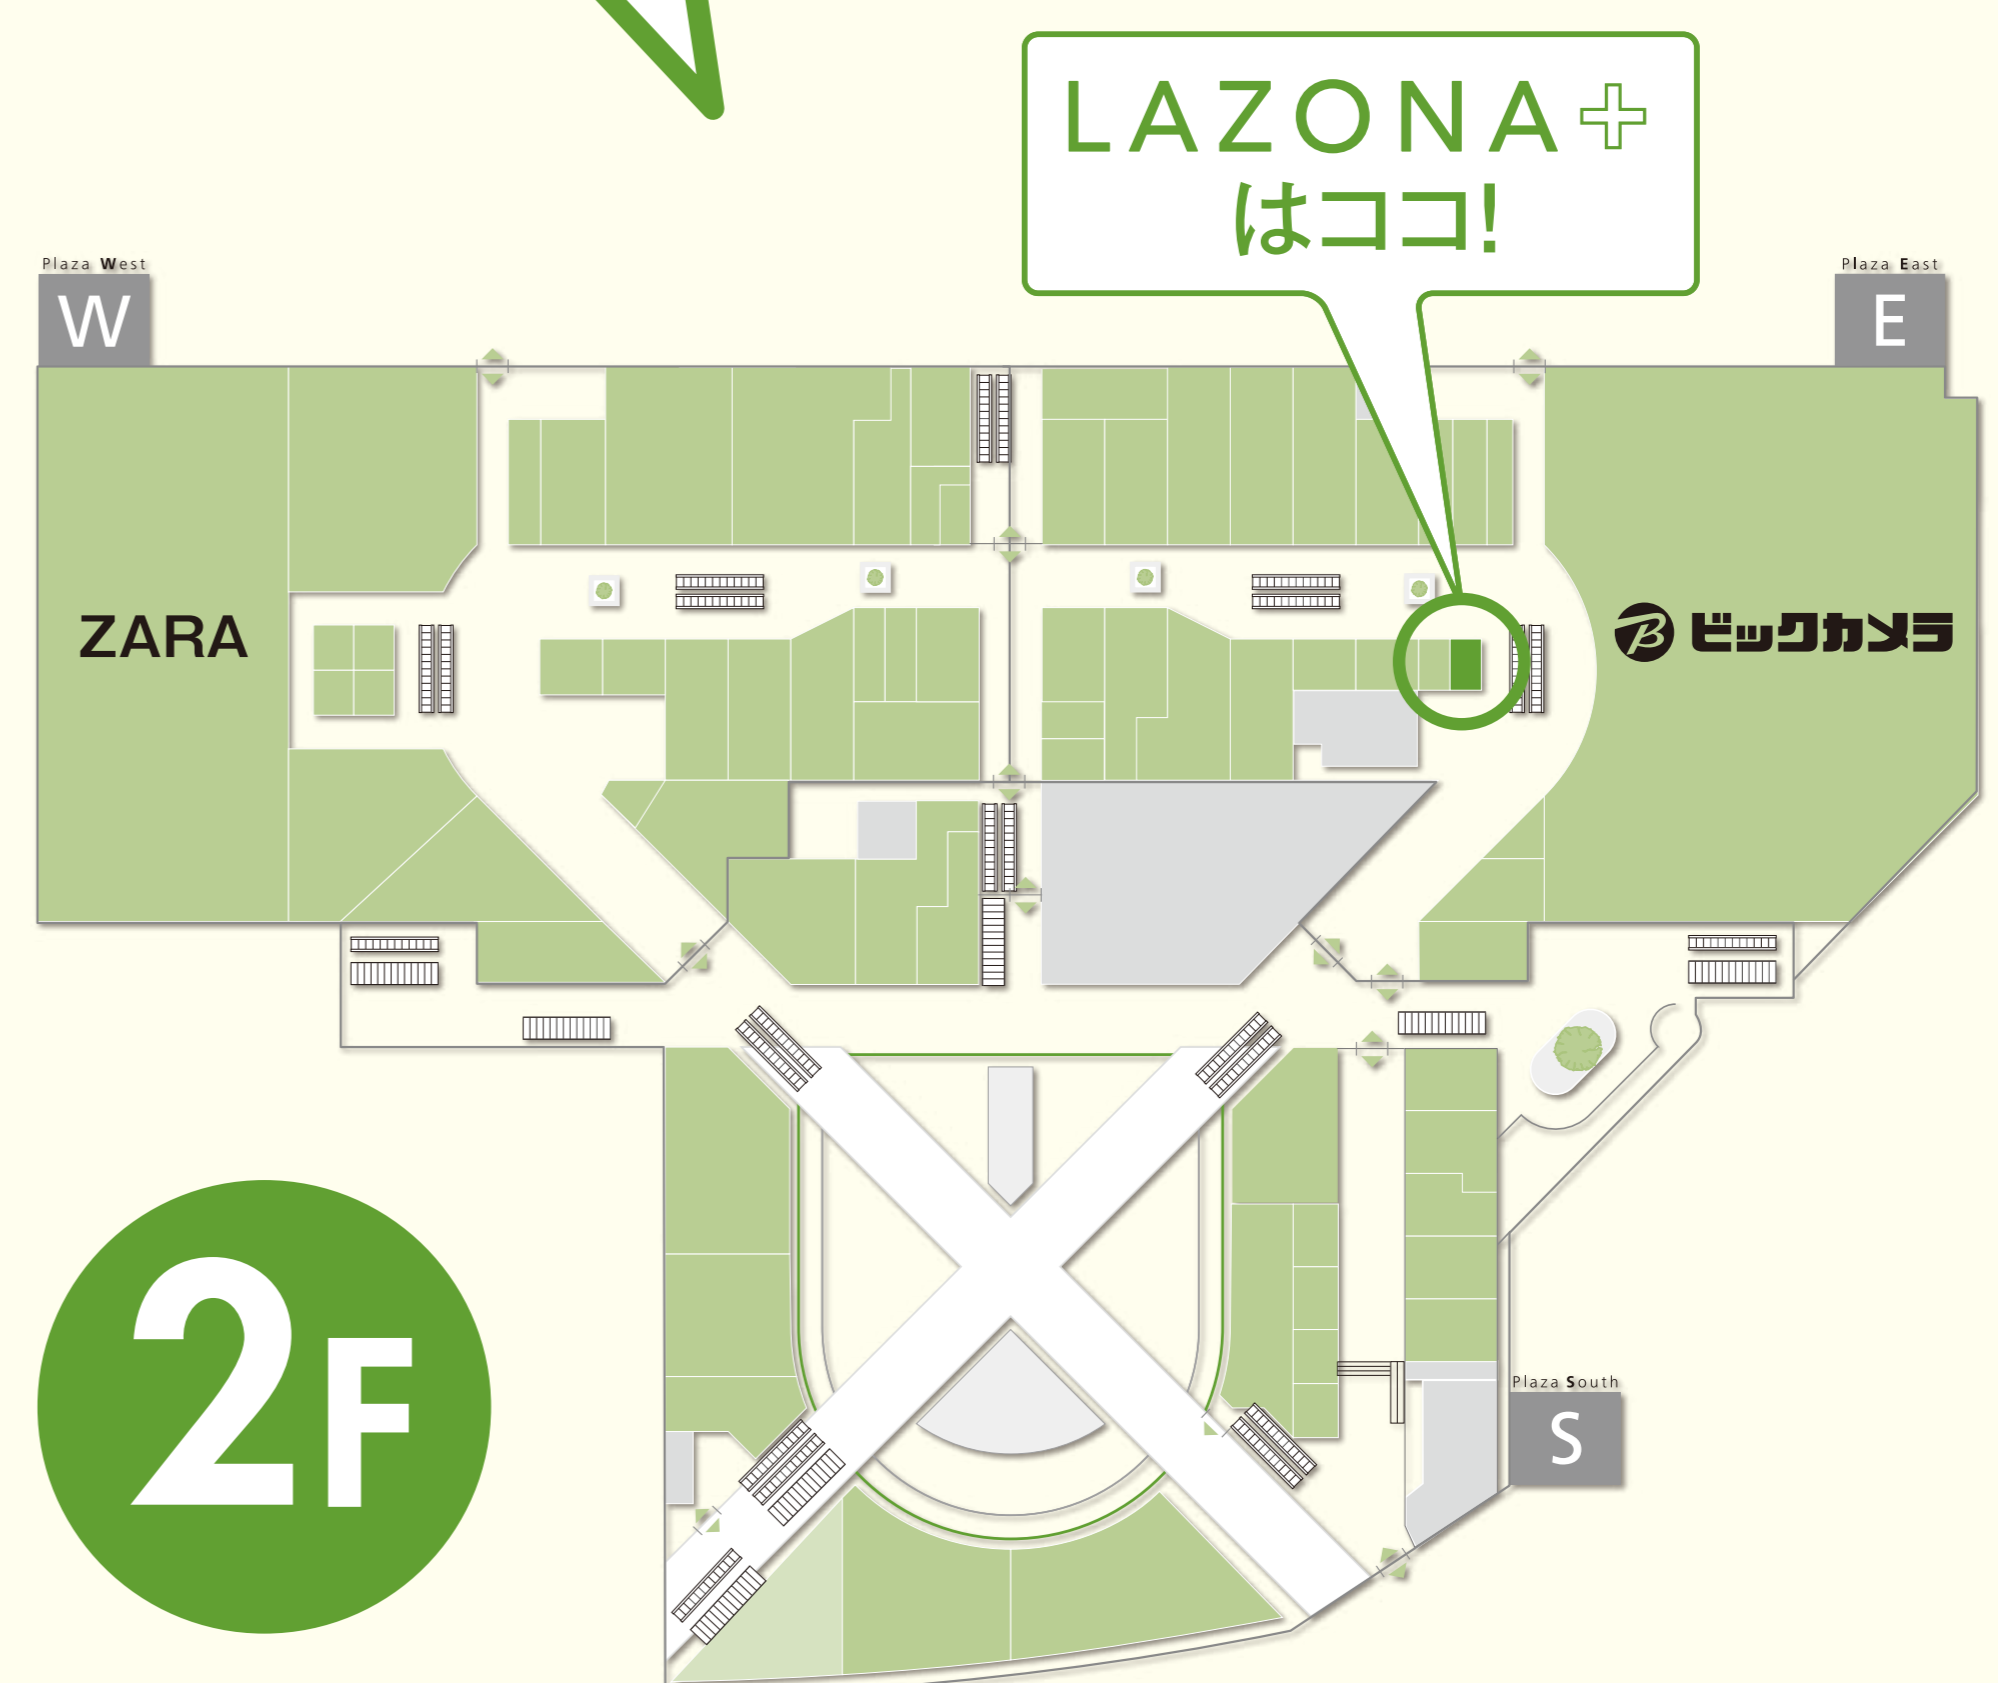 LAZONA+
はココ!
Plaza West
W
Plaza East
E
ZARA
B ビックカメラ
2F
Plaza South
S